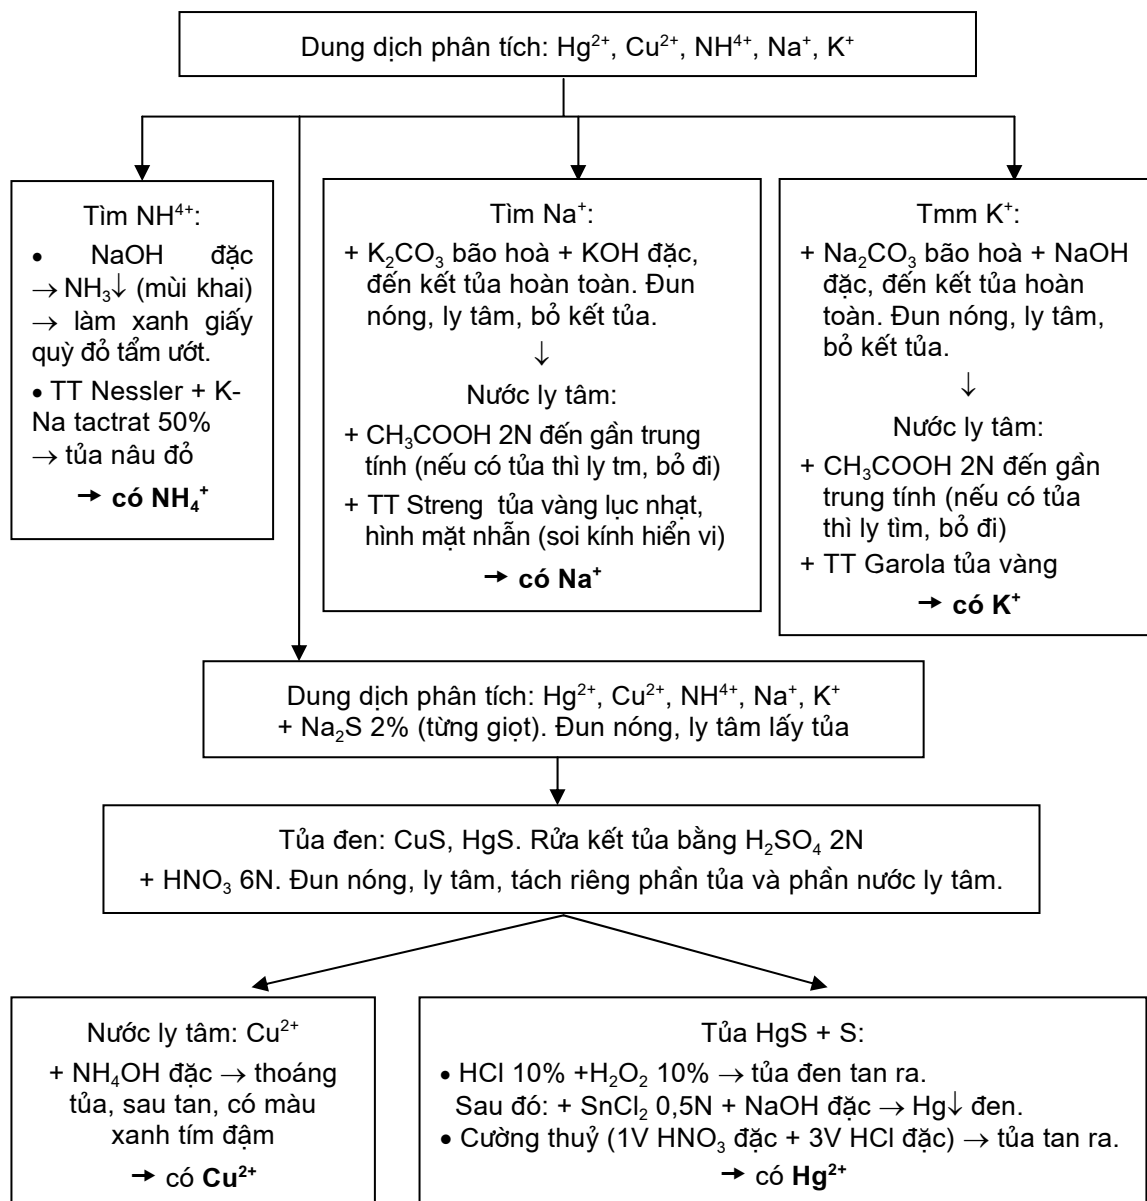 Dung dịch phân tích: Hg²⁺, Cu²⁺, NH⁴⁺, Na⁺, K⁺
Tìm NH⁴⁺:
• NaOH đặc
→ NH₃↓ (mùi khai)
→ làm xanh giấy
quỳ đỏ tẩm ướt.
• TT Nessler + K-
Na tactrat 50%
→ tủa nâu đỏ
→ có NH₄⁺
Tìm Na⁺:
+ K₂CO₃ bão hoà + KOH đặc,
đến kết tủa hoàn toàn. Đun
nóng, ly tâm, bỏ kết tủa.
↓
Nước ly tâm:
+ CH₃COOH 2N đến gần trung
tính (nếu có tủa thì ly tm, bỏ đi)
+ TT Streng tủa vàng lục nhạt,
hình mặt nhẫn (soi kính hiển vi)
→ có Na⁺
Tmm K⁺:
+ Na₂CO₃ bão hoà + NaOH
đặc, đến kết tủa hoàn
toàn. Đun nóng, ly tâm,
bỏ kết tủa.
↓
Nước ly tâm:
+ CH₃COOH 2N đến gần
trung tính (nếu có tủa
thì ly tìm, bỏ đi)
+ TT Garola tủa vàng
→ có K⁺
Dung dịch phân tích: Hg²⁺, Cu²⁺, NH⁴⁺, Na⁺, K⁺
+ Na₂S 2% (từng giọt). Đun nóng, ly tâm lấy tủa
Tủa đen: CuS, HgS. Rửa kết tủa bằng H₂SO₄ 2N
+ HNO₃ 6N. Đun nóng, ly tâm, tách riêng phần tủa và phần nước ly tâm.
Nước ly tâm: Cu²⁺
+ NH₄OH đặc → thoáng
tủa, sau tan, có màu
xanh tím đậm
→ có Cu²⁺
Tủa HgS + S:
• HCl 10% +H₂O₂ 10% → tủa đen tan ra.
Sau đó: + SnCl₂ 0,5N + NaOH đặc → Hg↓ đen.
• Cường thuỷ (1V HNO₃ đặc + 3V HCl đặc) → tủa tan ra.
→ có Hg²⁺